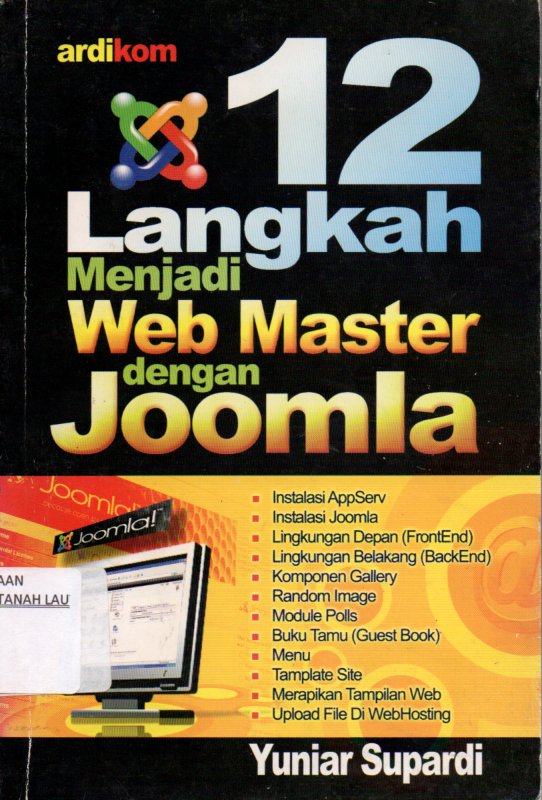 ardikom
12
Langkah
Menjadi
Web Master
dengan
Joomla
Joomla!
Joomla!
Instalasi AppServ
Instalasi Joomla
Lingkungan Depan (FrontEnd)
Lingkungan Belakang (BackEnd)
Komponen Gallery
Random Image
Module Polls
Buku Tamu (Guest Book)
Menu
Tamplate Site
Merapikan Tampilan Web
Upload File Di WebHosting
AAN
TANAH LAU
Yuniar Supardi